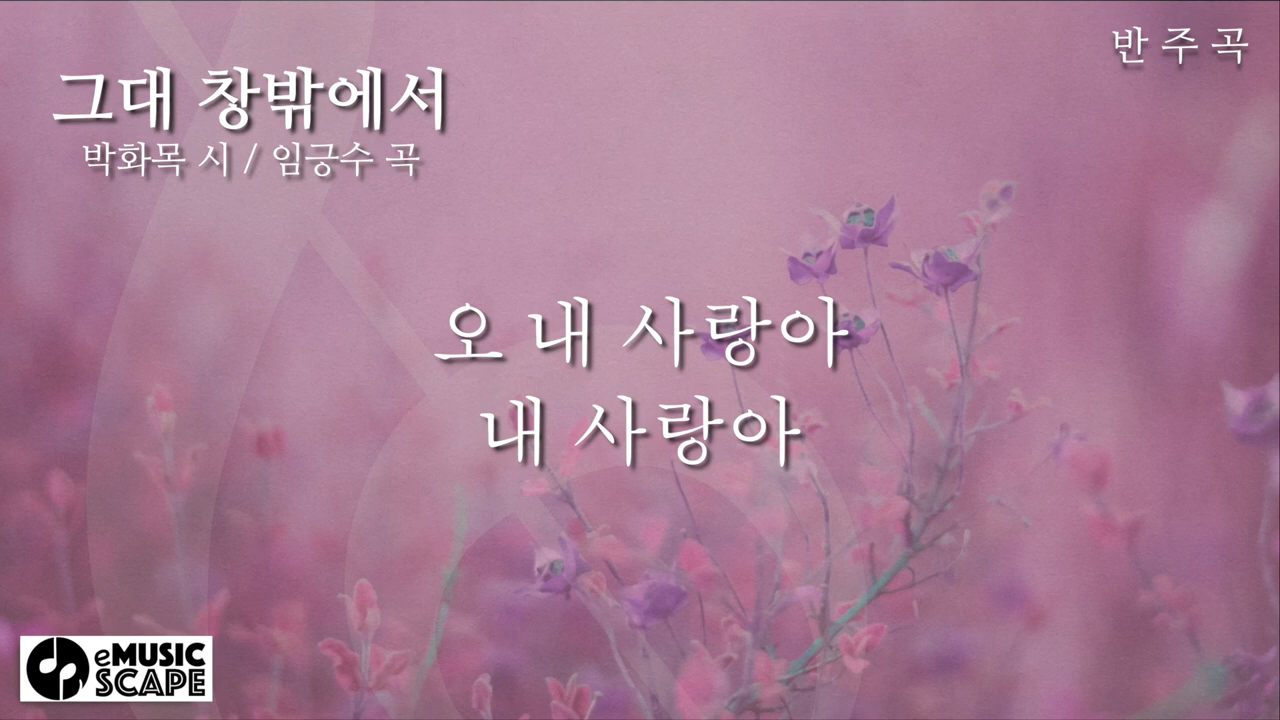 반 주 곡
그대 창밖에서
박화목 시 / 임긍수 곡
오 내 사랑아
내 사랑아
eMUSIC
SCAPE